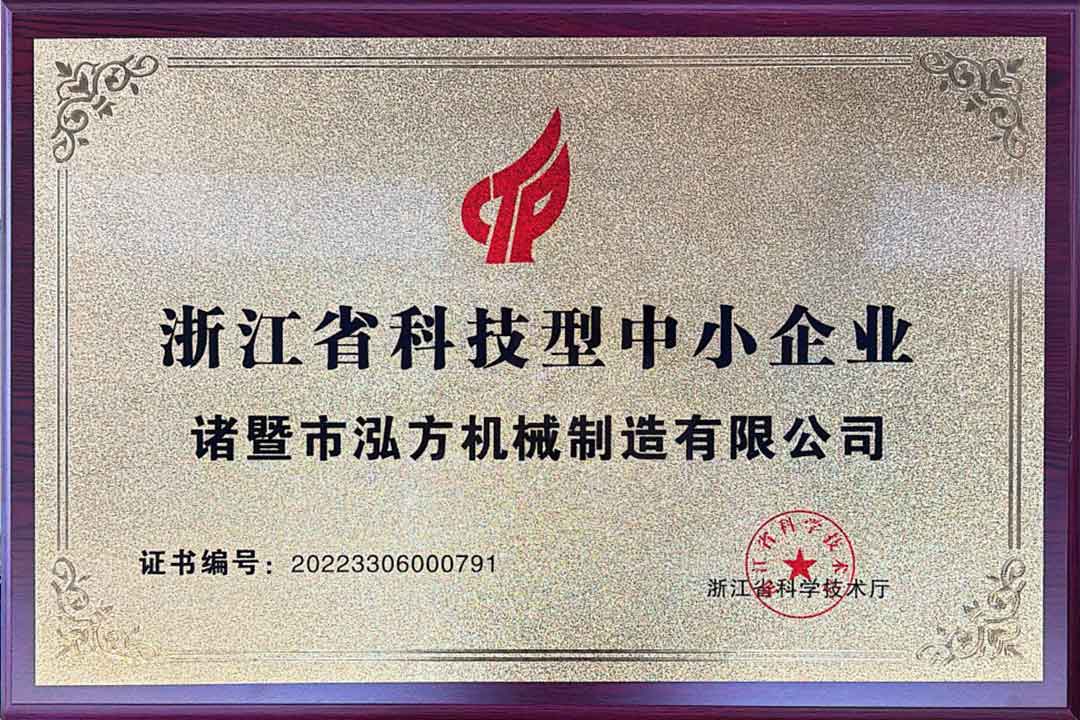 CTP
浙江省科技型中小企业
诸暨市泓方机械制造有限公司
证书编号：20223306000791
浙江省科学技术厅